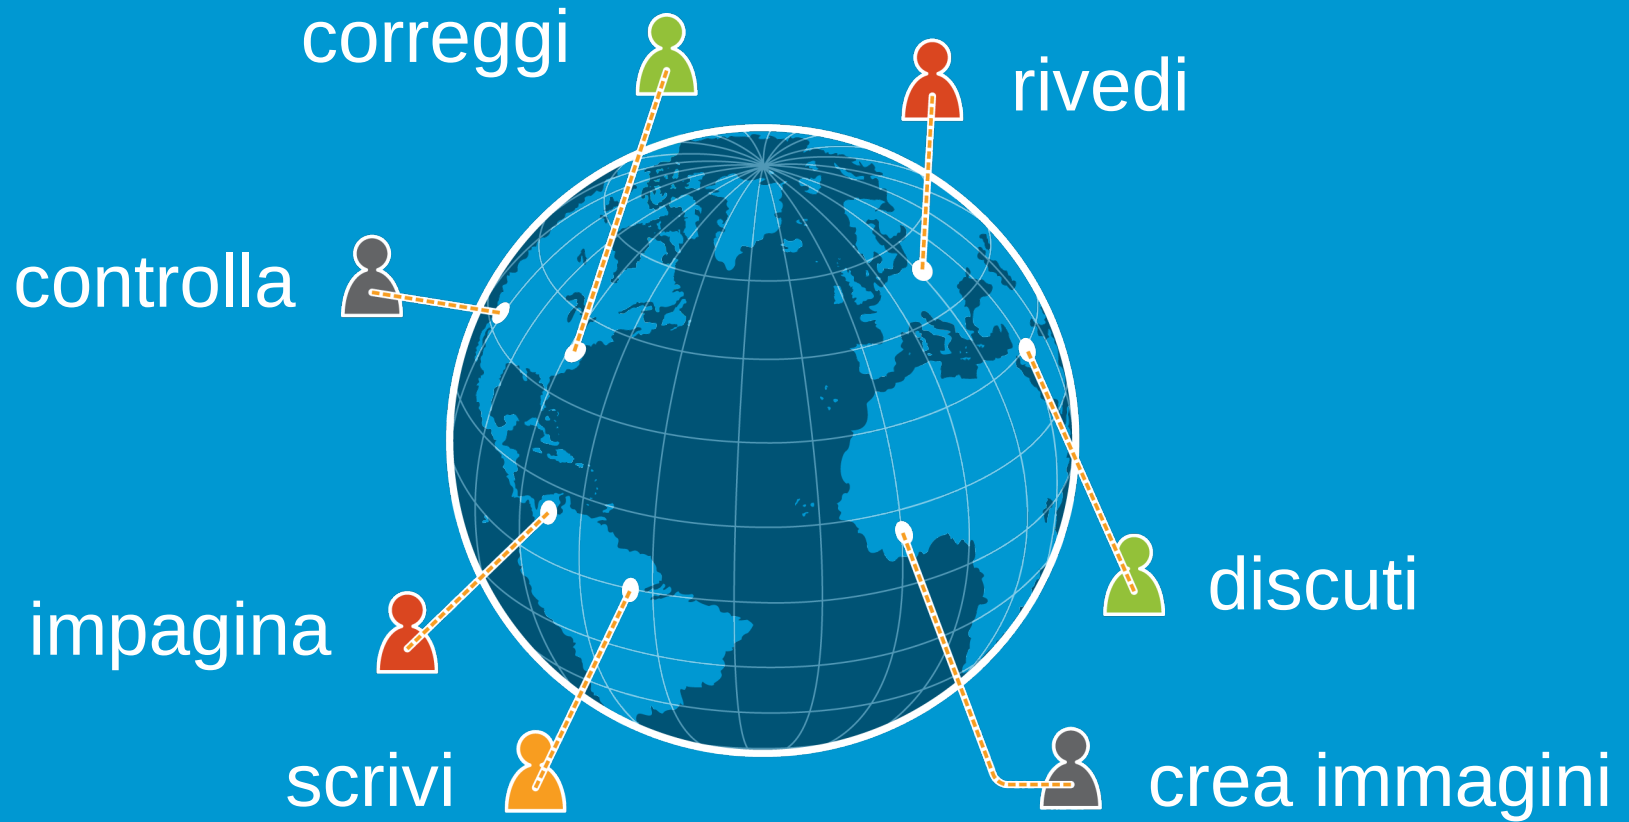 correggi
rivedi
controlla
discuti
impagina
scrivi
crea immagini